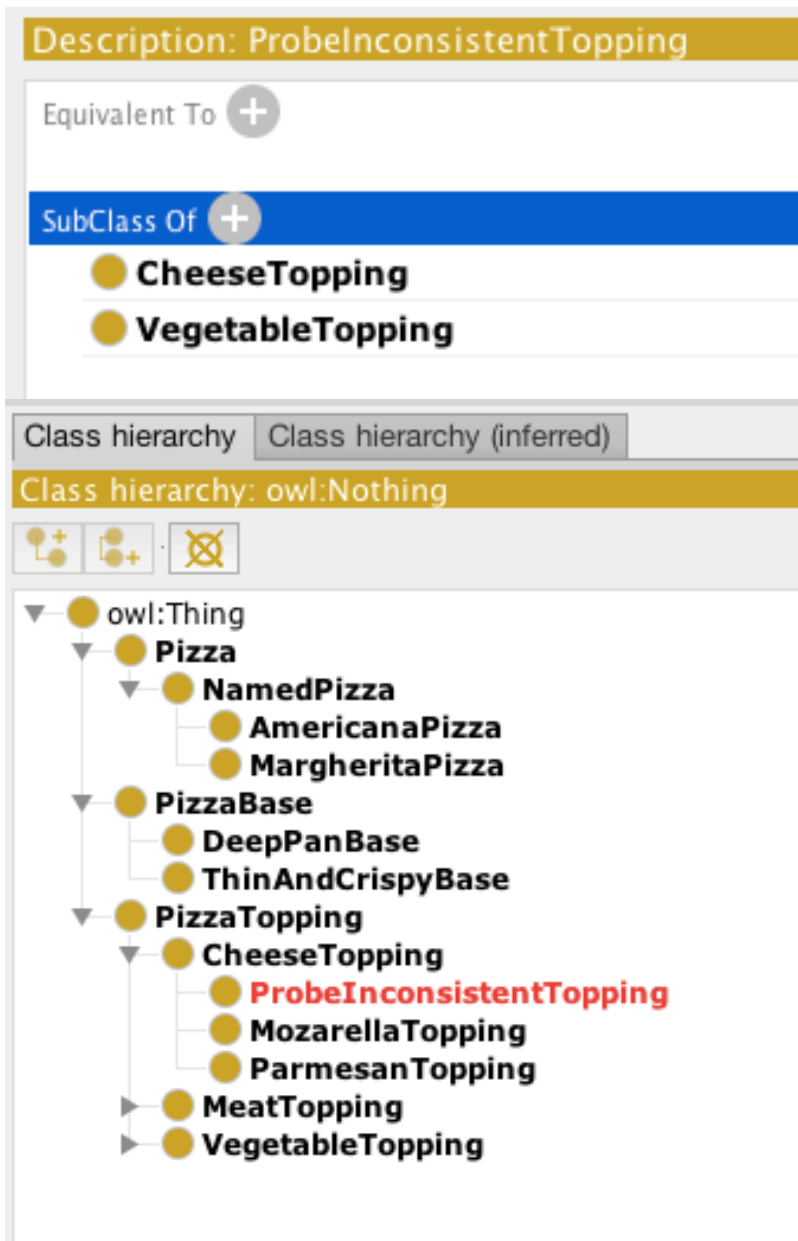 Description: ProbeInconsistentTopping
Equivalent To
SubClass Of
CheeseTopping
VegetableTopping
Class hierarchy Class hierarchy (inferred)
Class hierarchy: owl:Nothing
owl:Thing
Pizza
NamedPizza
AmericanaPizza
MargheritaPizza
PizzaBase
DeepPanBase
ThinAndCrispyBase
PizzaTopping
CheeseTopping
ProbeInconsistentTopping
MozarellaTopping
ParmesanTopping
MeatTopping
VegetableTopping